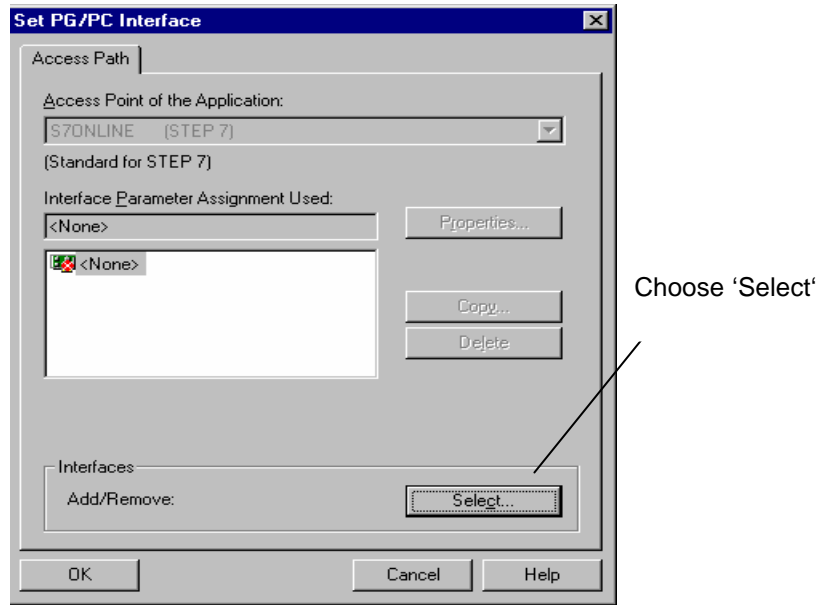 Set PG/PC Interface
Access Path
Access Point of the Application:
S7ONLINE (STEP 7)
(Standard for STEP 7)
Interface Parameter Assignment Used:
<None>
Properties...
<None>
Copy...
Delete
Choose ‘Select‘
Interfaces
Add/Remove:
Select...
OK
Cancel
Help